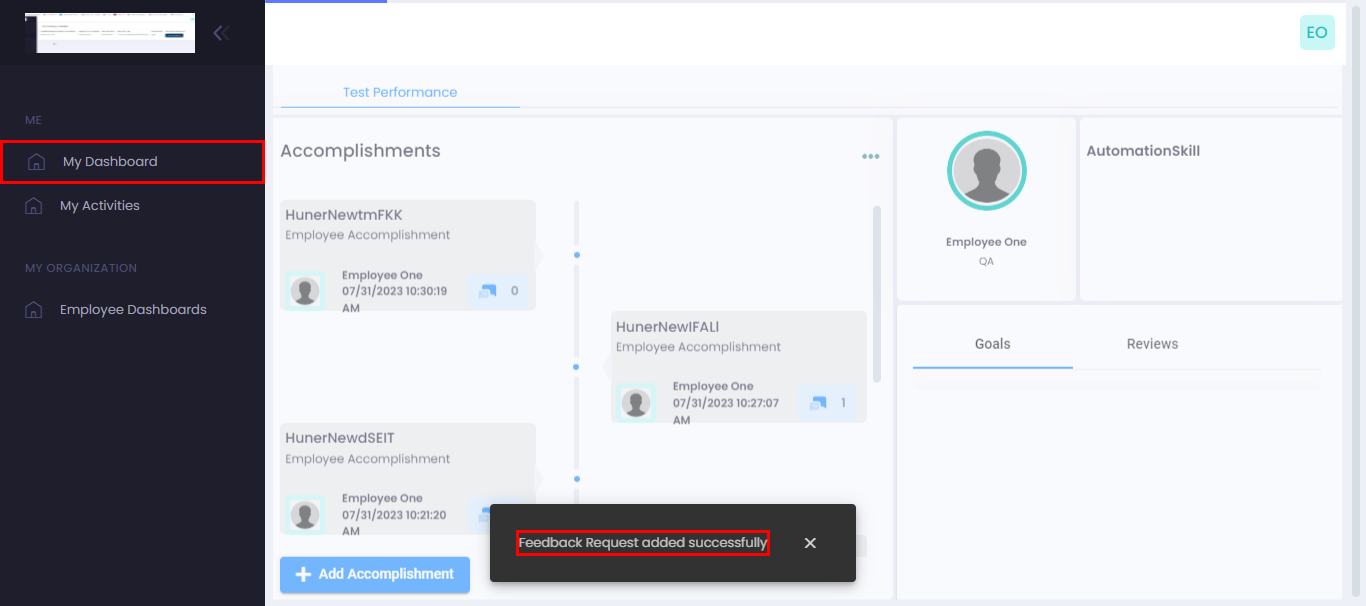 EO
ME
My Dashboard
My Activities
MY ORGANIZATION
Employee Dashboards
Test Performance
Accomplishments
HunerNewtmFKK
Employee Accomplishment
Employee One
07/31/2023 10:30:19
AM
0
HunerNewIFALl
Employee Accomplishment
Employee One
07/31/2023 10:27:07
AM
1
HunerNewdSEIT
Employee Accomplishment
Employee One
07/31/2023 10:21:20
AM
Add Accomplishment
Employee One
QA
AutomationSkill
Goals
Reviews
Feedback Request added successfully